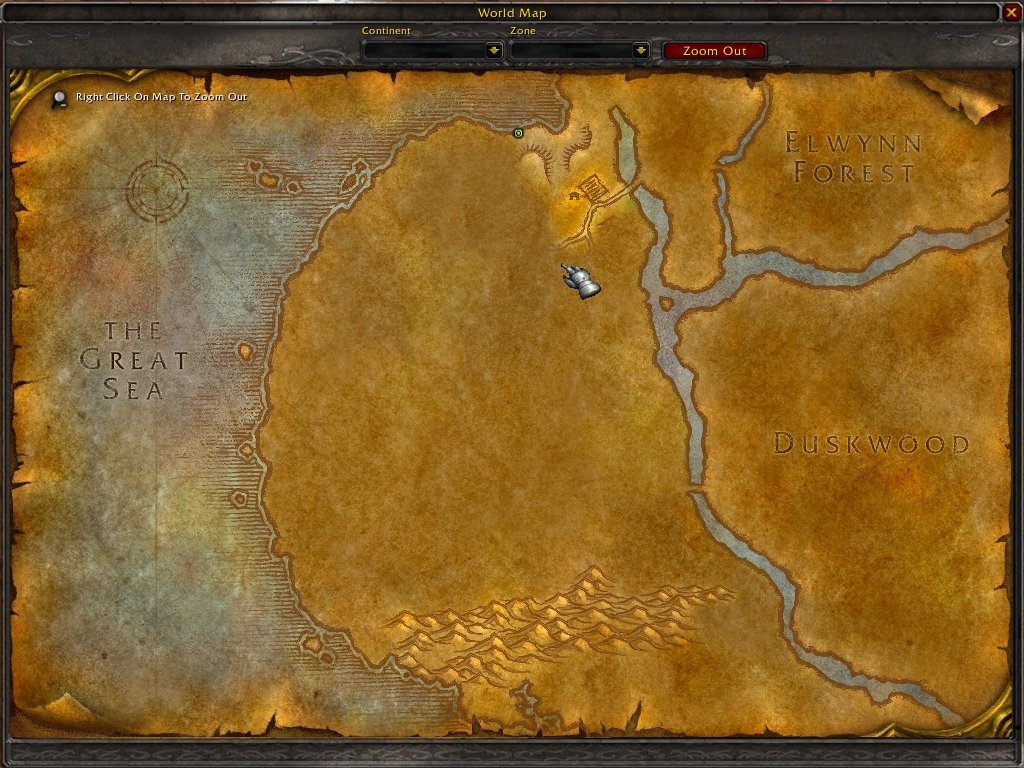 World Map
Continent
Zone
Zoom Out
Right Click On Map To Zoom Out
ELWYNN
FOREST
THE
GREAT
SEA
DUSKWOOD